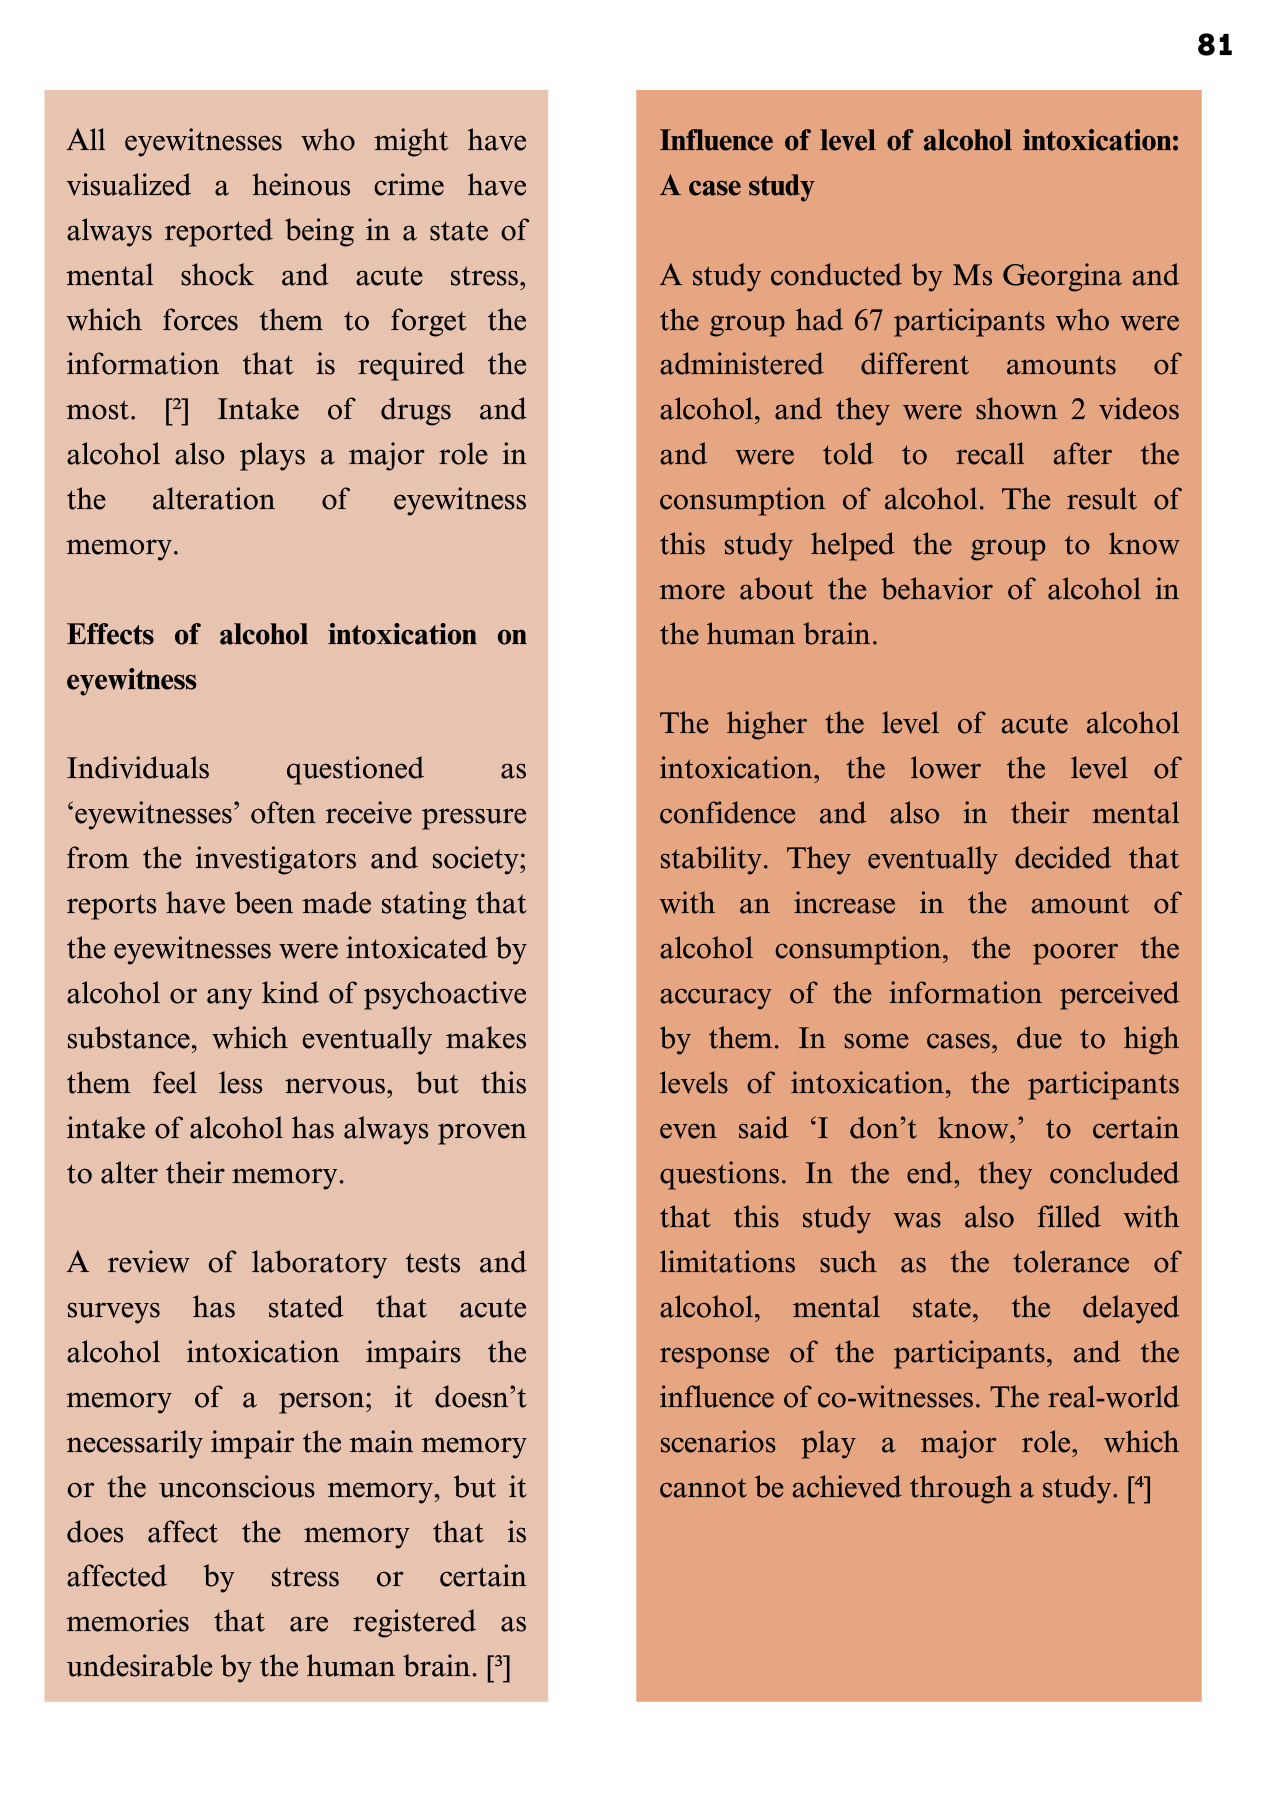 81
All eyewitnesses who might have
visualized a heinous crime have
always reported being in a state of
mental shock and acute stress,
which forces them to forget the
information that is required the
most. [²] Intake of drugs and
alcohol also plays a major role in
the alteration of eyewitness
memory.
Effects of alcohol intoxication on
eyewitness
Individuals questioned as
‘eyewitnesses’ often receive pressure
from the investigators and society;
reports have been made stating that
the eyewitnesses were intoxicated by
alcohol or any kind of psychoactive
substance, which eventually makes
them feel less nervous, but this
intake of alcohol has always proven
to alter their memory.
A review of laboratory tests and
surveys has stated that acute
alcohol intoxication impairs the
memory of a person; it doesn’t
necessarily impair the main memory
or the unconscious memory, but it
does affect the memory that is
affected by stress or certain
memories that are registered as
undesirable by the human brain. [³]
Influence of level of alcohol intoxication:
A case study
A study conducted by Ms Georgina and
the group had 67 participants who were
administered different amounts of
alcohol, and they were shown 2 videos
and were told to recall after the
consumption of alcohol. The result of
this study helped the group to know
more about the behavior of alcohol in
the human brain.
The higher the level of acute alcohol
intoxication, the lower the level of
confidence and also in their mental
stability. They eventually decided that
with an increase in the amount of
alcohol consumption, the poorer the
accuracy of the information perceived
by them. In some cases, due to high
levels of intoxication, the participants
even said ‘I don’t know,’ to certain
questions. In the end, they concluded
that this study was also filled with
limitations such as the tolerance of
alcohol, mental state, the delayed
response of the participants, and the
influence of co-witnesses. The real-world
scenarios play a major role, which
cannot be achieved through a study. [⁴]